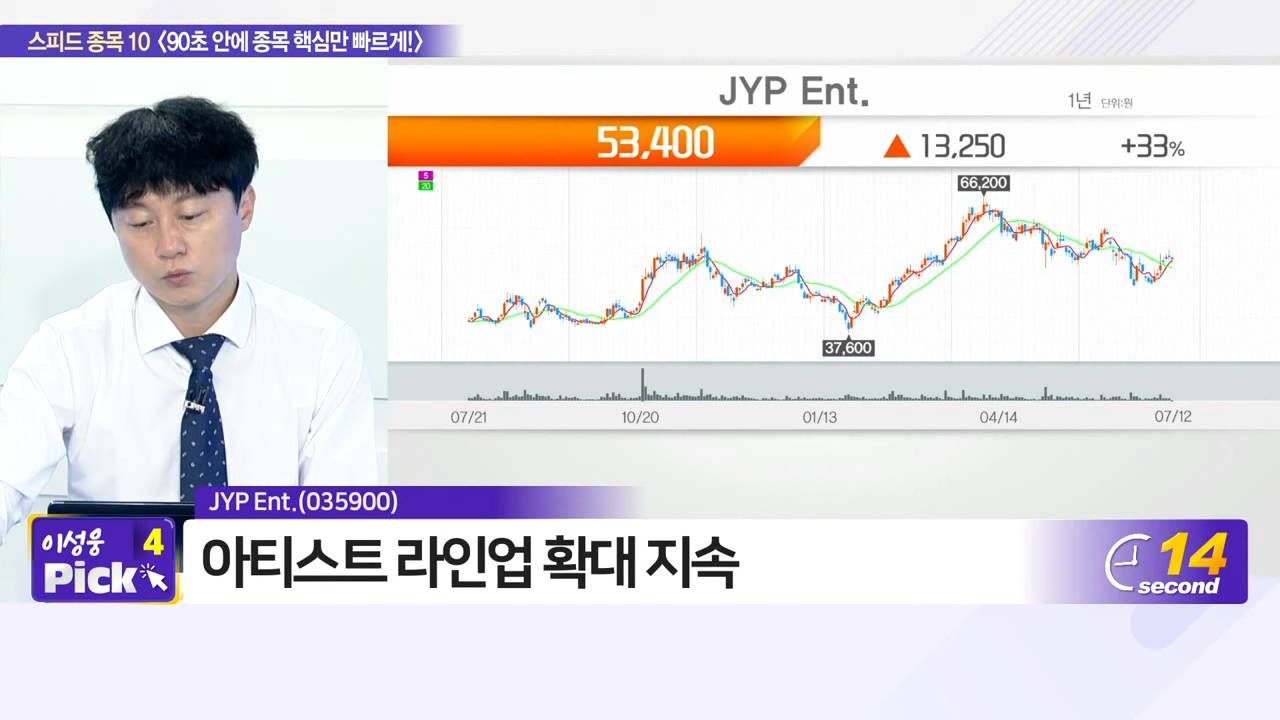 스피드 종목 10 〈90초 안에 종목 핵심만 빠르게!〉
JYP Ent.
1년 단위:원
53,400 ▲ 13,250 +33%
5
20
66,200
37,600
07/21 10/20 01/13 04/14 07/12
JYP Ent.(035900)
이성웅 4
Pick
아티스트 라인업 확대 지속
14
second